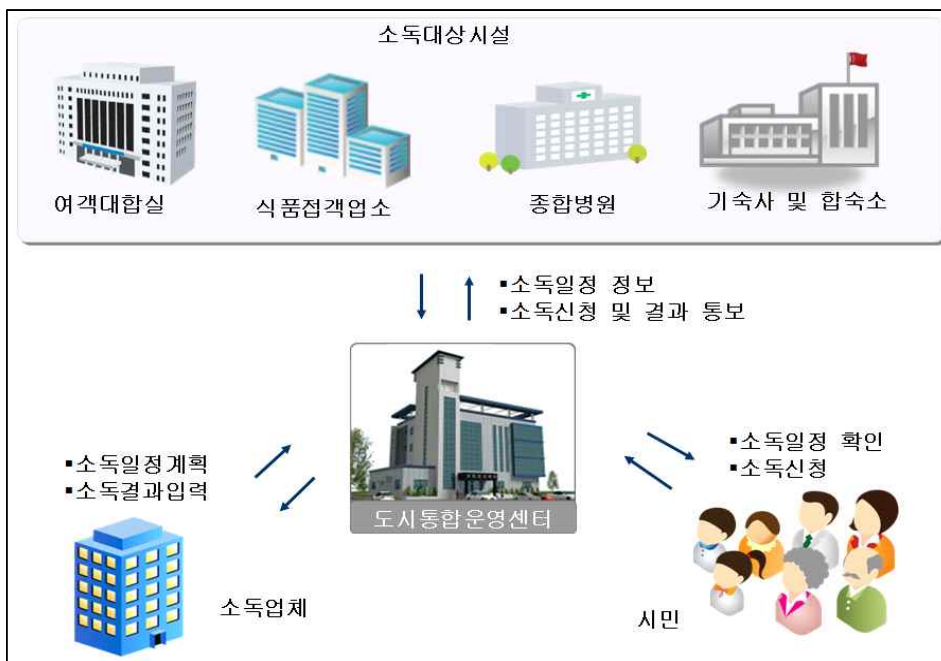 소독대상시설
여객대합실
식품접객업소
종합병원
기숙사 및 합숙소
▪소독일정 정보
▪소독신청 및 결과 통보
▪소독일정계획
▪소독결과입력
▪소독일정 확인
▪소독신청
도시통합운영센터
소독업체
시민